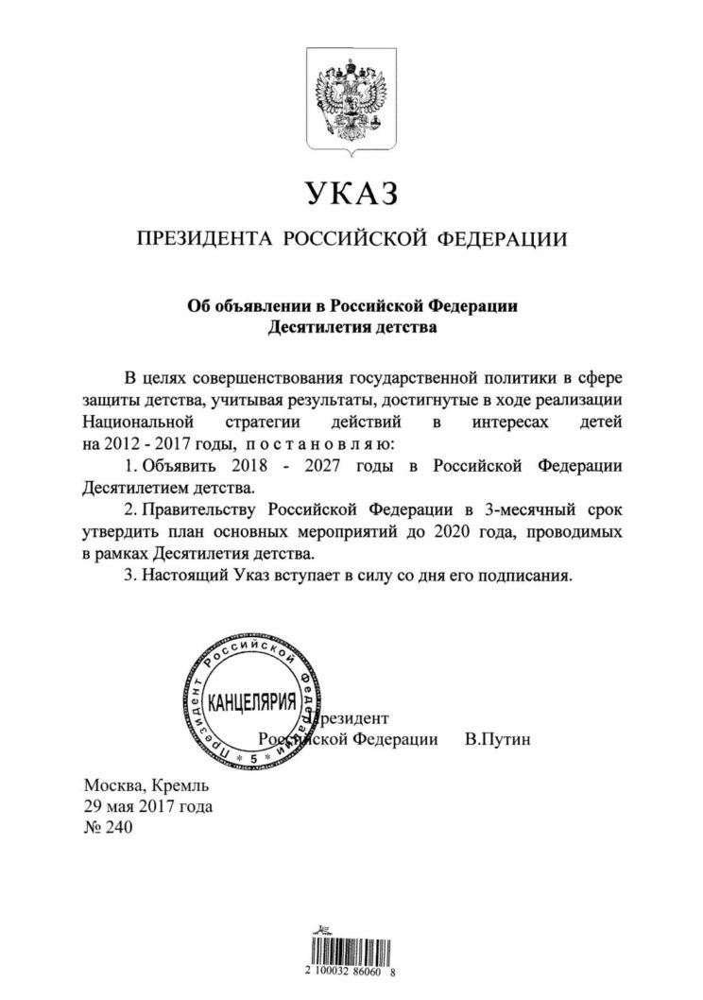 УКАЗ
ПРЕЗИДЕНТА РОССИЙСКОЙ ФЕДЕРАЦИИ
Об объявлении в Российской Федерации
Десятилетия детства
В целях совершенствования государственной политики в сфере
защиты детства, учитывая результаты, достигнутые в ходе реализации
Национальной стратегии действий в интересах детей
на 2012 - 2017 годы, п о с т а н о в л я ю:
1. Объявить 2018 - 2027 годы в Российской Федерации
Десятилетием детства.
2. Правительству Российской Федерации в 3-месячный срок
утвердить план основных мероприятий до 2020 года, проводимых
в рамках Десятилетия детства.
3. Настоящий Указ вступает в силу со дня его подписания.
Президент Российской Федерации
* 5 *
КАНЦЕЛЯРИЯ
Президент
Российской Федерации В.Путин
Москва, Кремль
29 мая 2017 года
№ 240
2 100032 86060 8